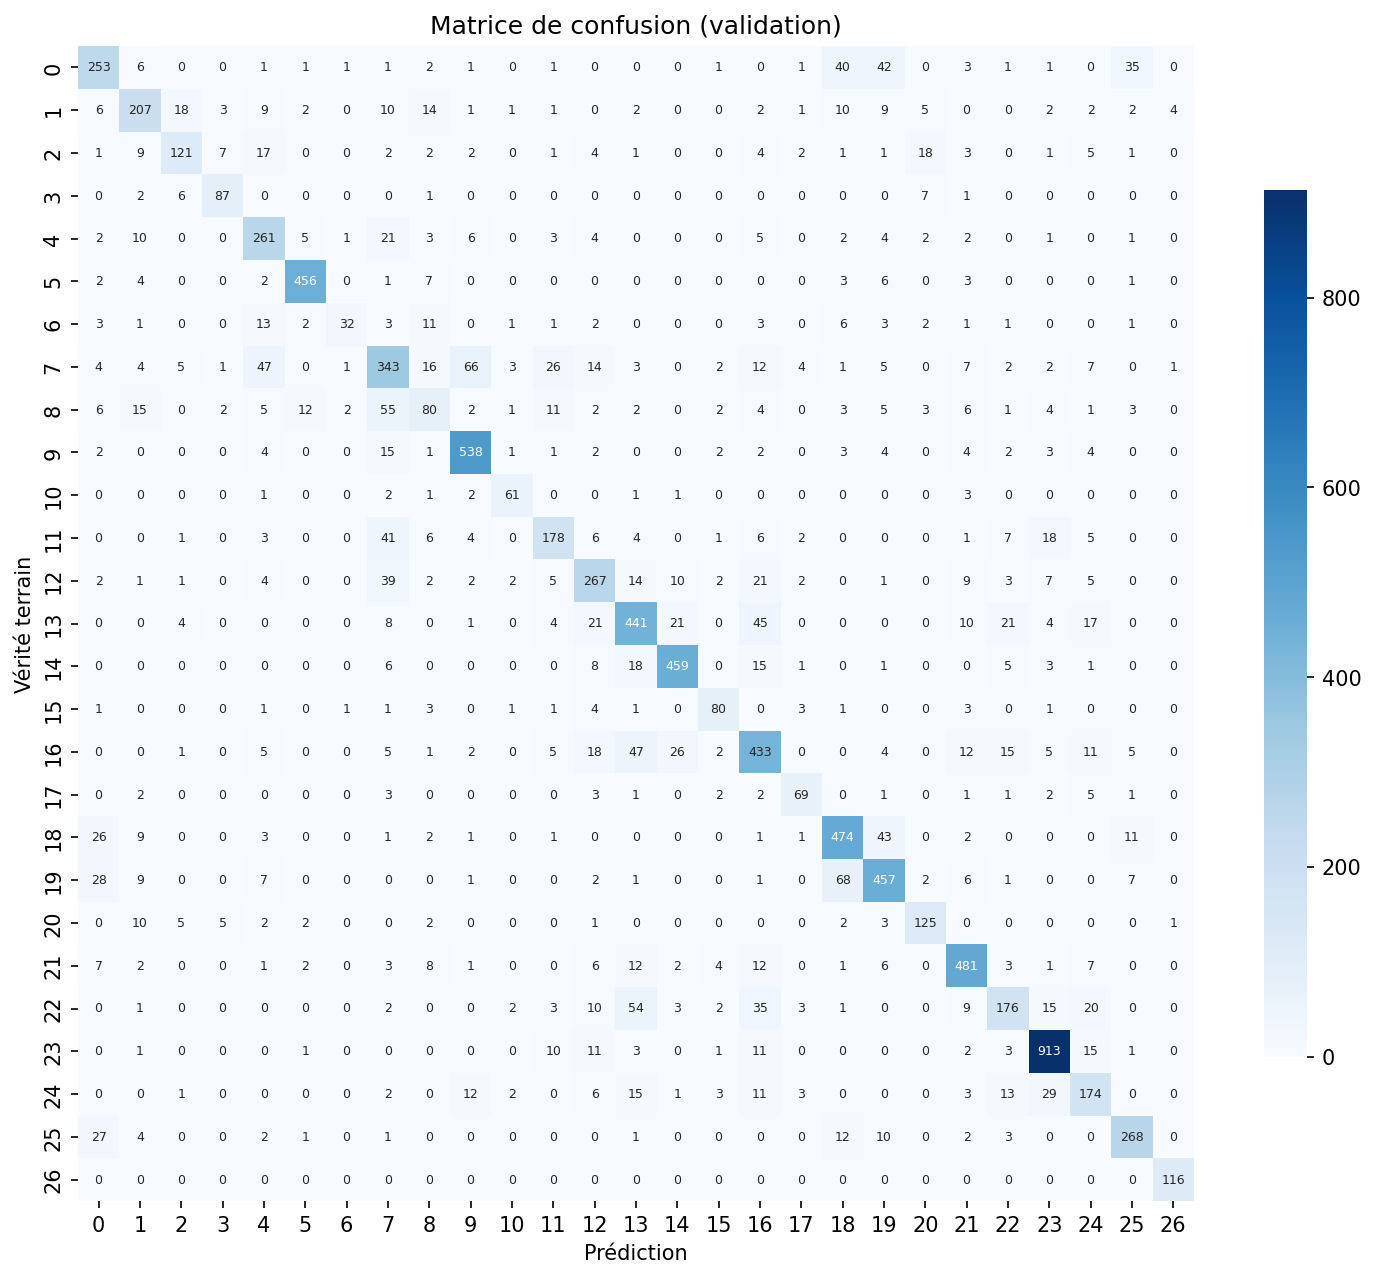 Matrice de confusion (validation)
0 253 6 0 0 1 1 1 1 2 1 0 1 0 0 0 1 0 1 40 42 0 3 1 1 0 35 0
1 6 207 18 3 9 2 0 10 14 1 1 1 0 2 0 0 2 1 10 9 5 0 0 2 2 2 4
2 1 9 121 7 17 0 0 2 2 2 0 1 4 1 0 0 4 2 1 1 18 3 0 1 5 1 0
3 0 2 6 87 0 0 0 0 1 0 0 0 0 0 0 0 0 0 0 0 7 1 0 0 0 0 0
4 2 10 0 0 261 5 1 21 3 6 0 3 4 0 0 0 5 0 2 4 2 2 0 1 0 1 0
5 2 4 0 0 2 456 0 1 7 0 0 0 0 0 0 0 0 0 3 6 0 3 0 0 0 1 0
6 3 1 0 0 13 2 32 3 11 0 1 1 2 0 0 0 3 0 6 3 2 1 1 0 0 1 0
7 4 4 5 1 47 0 1 343 16 66 3 26 14 3 0 2 12 4 1 5 0 7 2 2 7 0 1
8 6 15 0 2 5 12 2 55 80 2 1 11 2 2 0 2 4 0 3 5 3 6 1 4 1 3 0
9 2 0 0 0 4 0 0 15 1 538 1 1 2 0 0 2 2 0 3 4 0 4 2 3 4 0 0
10 0 0 0 0 1 0 0 2 1 2 61 0 0 1 1 0 0 0 0 0 0 3 0 0 0 0 0
11 0 0 1 0 3 0 0 41 6 4 0 178 6 4 0 1 6 2 0 0 0 1 7 18 5 0 0
12 2 1 1 0 4 0 0 39 2 2 2 5 267 14 10 2 21 2 0 1 0 9 3 7 5 0 0
13 0 0 4 0 0 0 0 8 0 1 0 4 21 441 21 0 45 0 0 0 0 10 21 4 17 0 0
14 0 0 0 0 0 0 0 6 0 0 0 0 8 18 459 0 15 1 0 1 0 0 5 3 1 0 0
15 1 0 0 0 1 0 1 1 3 0 1 1 4 1 0 80 0 3 1 0 0 3 0 1 0 0 0
16 0 0 1 0 5 0 0 5 1 2 0 5 18 47 26 2 433 0 0 4 0 12 15 5 11 5 0
17 0 2 0 0 0 0 0 3 0 0 0 0 3 1 0 2 2 69 0 1 0 1 1 2 5 1 0
18 26 9 0 0 3 0 0 1 2 1 0 1 0 0 0 0 1 1 474 43 0 2 0 0 0 11 0
19 28 9 0 0 7 0 0 0 0 1 0 0 2 1 0 0 1 0 68 457 2 6 1 0 0 7 0
20 0 10 5 5 2 2 0 0 2 0 0 0 1 0 0 0 0 0 2 3 125 0 0 0 0 0 1
21 7 2 0 0 1 2 0 3 8 1 0 0 6 12 2 4 12 0 1 6 0 481 3 1 7 0 0
22 0 1 0 0 0 0 0 2 0 0 2 3 10 54 3 2 35 3 1 0 0 9 176 15 20 0 0
23 0 1 0 0 0 1 0 0 0 0 0 10 11 3 0 1 11 0 0 0 0 2 3 913 15 1 0
24 0 0 1 0 0 0 0 2 0 12 2 0 6 15 1 3 11 3 0 0 0 3 13 29 174 0 0
25 27 4 0 0 2 1 0 1 0 0 0 0 0 1 0 0 0 0 12 10 0 2 3 0 0 268 0
26 0 0 0 0 0 0 0 0 0 0 0 0 0 0 0 0 0 0 0 0 0 0 0 0 0 0 116
0 1 2 3 4 5 6 7 8 9 10 11 12 13 14 15 16 17 18 19 20 21 22 23 24 25 26
Prédiction
Vérité terrain
800
600
400
200
0